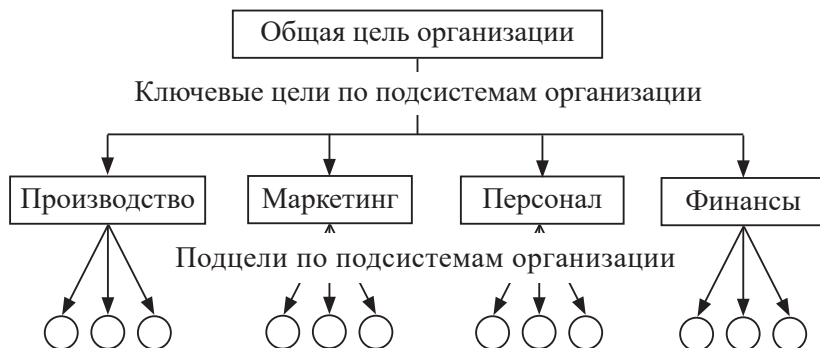 Общая цель организации
Ключевые цели по подсистемам организации
Производство
Маркетинг
Персонал
Финансы
Подцели по подсистемам организации